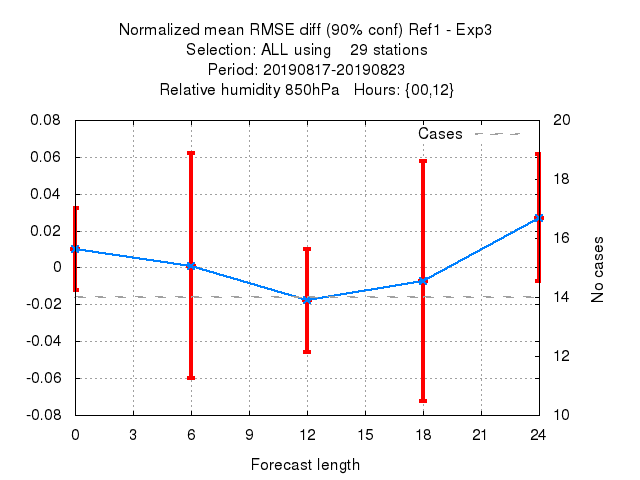 Normalized mean RMSE diff (90% conf) Ref1 - Exp3
Selection: ALL using    29 stations
Period: 20190817-20190823
Relative humidity 850hPa   Hours: {00,12}
Cases
0.08
0.06
0.04
0.02
0
-0.02
-0.04
-0.06
-0.08
20
18
16
14
12
10
No cases
0 3 6 9 12 15 18 21 24
Forecast length